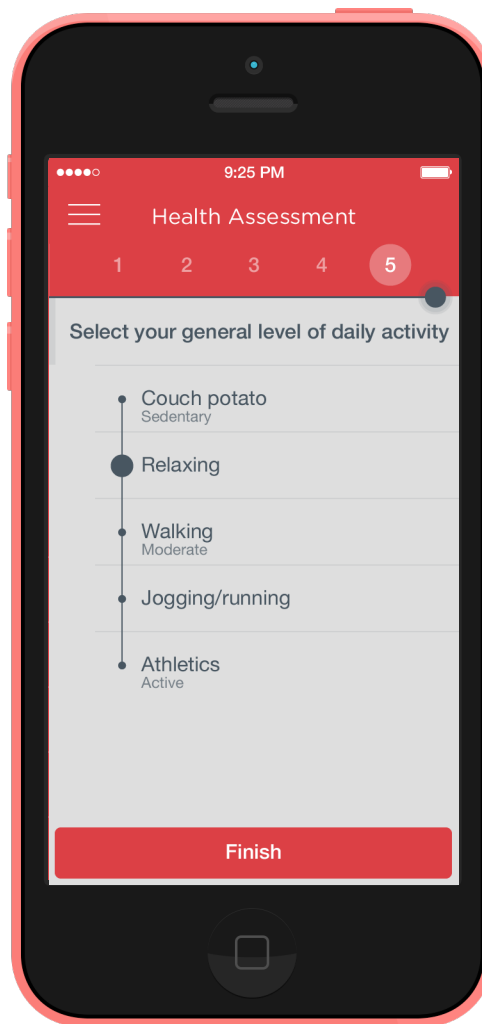 9:25 PM
Health Assessment
1 2 3 4 5
Select your general level of daily activity
Couch potato
Sedentary
Relaxing
Walking
Moderate
Jogging/running
Athletics
Active
Finish